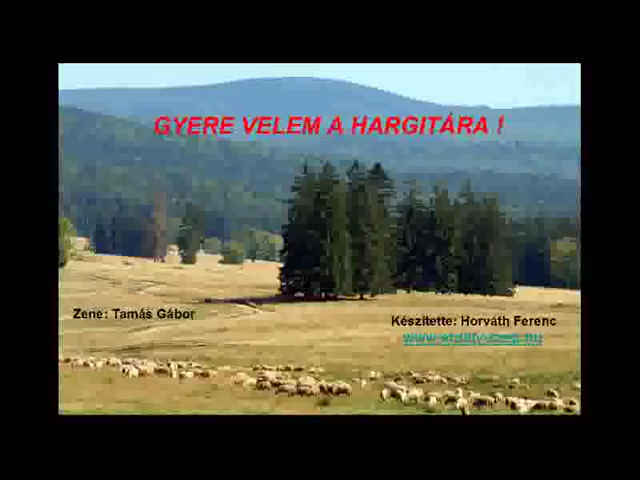 GYERE VELEM A HARGITÁRA !
Zene: Tamás Gábor
Készítette: Horváth Ferenc